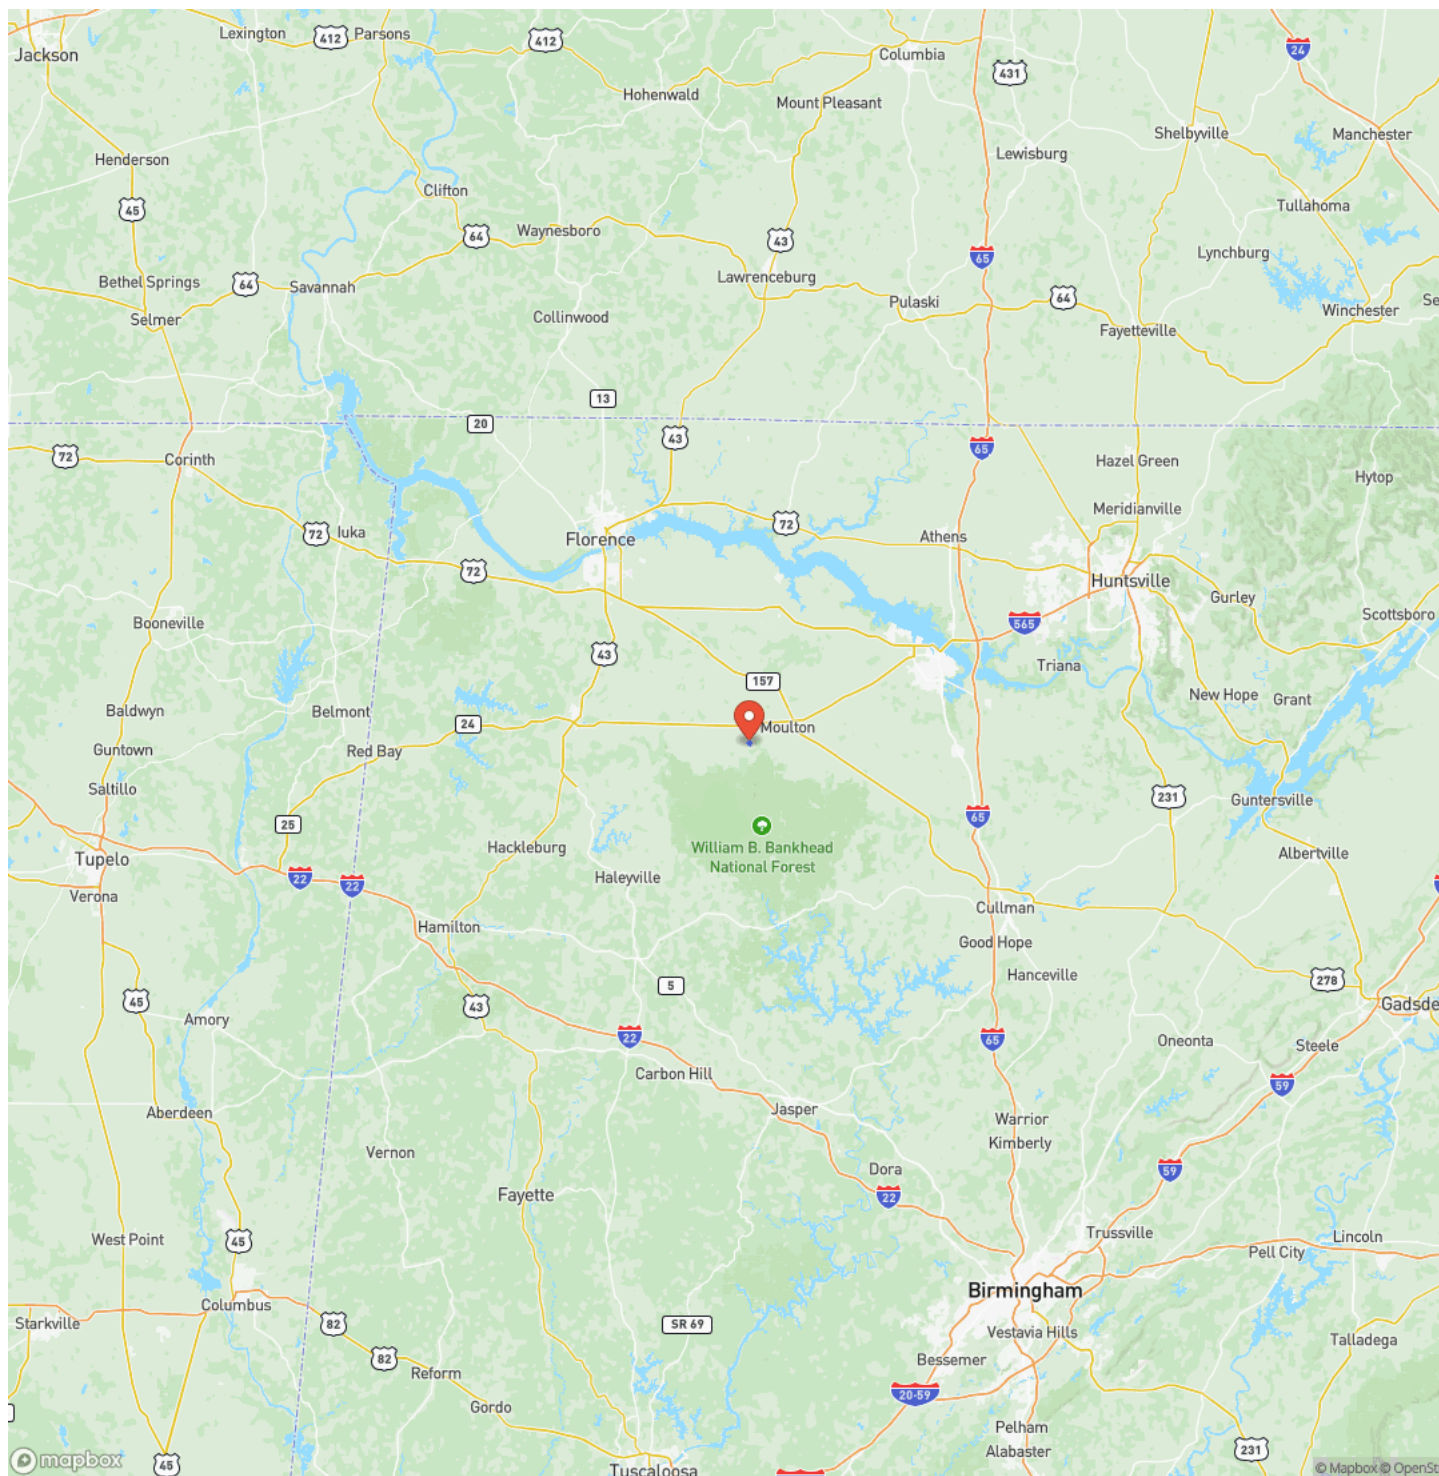 Lexington
412
Parsons
412
Jackson
Columbia
24
431
Hohenwald
Mount Pleasant
Shelbyville
Manchester
Henderson
Lewisburg
Clifton
45
Tullahoma
64
Waynesboro
43
65
Lynchburg
Bethel Springs
64
Savannah
Lawrenceburg
Pulaski
64
Se
Winchester
Selmer
Collinwood
Fayetteville
13
20
43
65
72
Corinth
Hazel Green
Hytop
Meridianville
72
Iuka
Florence
72
Athens
72
Huntsville
Gurley
Scottsboro
Booneville
565
43
Triana
157
New Hope
Grant
Baldwyn
Belmont
24
Moulton
Guntown
Red Bay
Saltillo
231
Guntersville
65
25
William B. Bankhead
National Forest
Hackleburg
Albertville
Tupelo
22
22
Haleyville
Verona
Cullman
Hamilton
Good Hope
Hanceville
278
5
45
43
Gadsde
Amory
22
65
Oneonta
Steele
Carbon Hill
59
Aberdeen
Jasper
Warrior
Kimberly
Vernon
Dora
59
Fayette
22
West Point
45
Trussville
Lincoln
Pell City
Birmingham
Columbus
Starkville
82
SR 69
Vestavia Hills
Talladega
82
Bessemer
Reform
20-59
Gordo
Pelham
Alabaster
231
mapbox
45
Tuscaloosa
© Mapbox © OpenSt